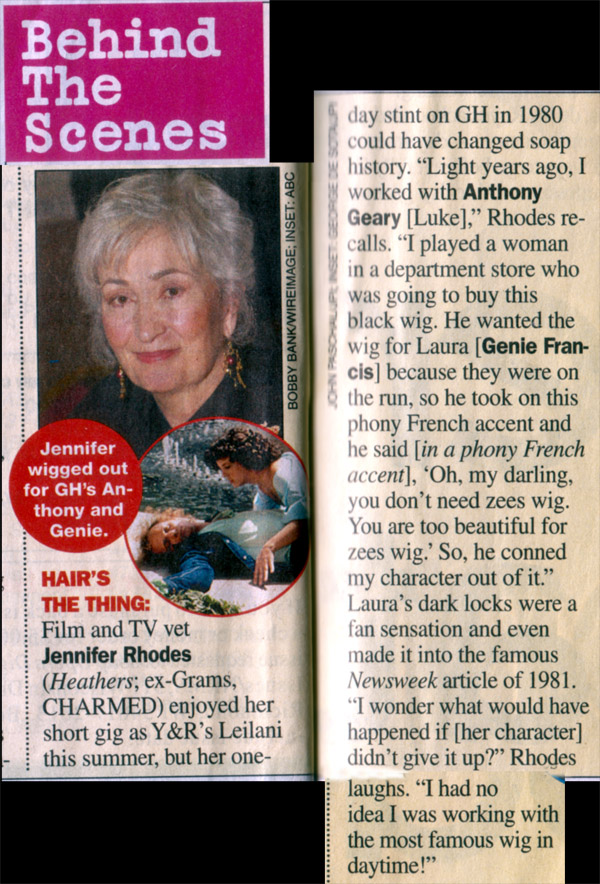 Behind
The
Scenes
BOBBY BANK/WIREIMAGE; INSET: ABC
Jennifer
wigged out
for GH's An-
thony and
Genie.
HAIR'S
THE THING:
Film and TV vet
Jennifer Rhodes
(Heathers; ex-Grams,
CHARMED) enjoyed her
short gig as Y&R's Leilani
this summer, but her one-
JOHN PASCHAL/JPI; INSET: GEORGE DE SOTA/JPI
day stint on GH in 1980
could have changed soap
history. “Light years ago, I
worked with Anthony
Geary [Luke],” Rhodes re-
calls. “I played a woman
in a department store who
was going to buy this
black wig. He wanted the
wig for Laura [Genie Fran-
cis] because they were on
the run, so he took on this
phony French accent and
he said [in a phony French
accent], ‘Oh, my darling,
you don't need zees wig.
You are too beautiful for
zees wig.’ So, he conned
my character out of it.”
Laura's dark locks were a
fan sensation and even
made it into the famous
Newsweek article of 1981.
“I wonder what would have
happened if [her character]
didn't give it up?” Rhodes
laughs. “I had no
idea I was working with
the most famous wig in
daytime!”